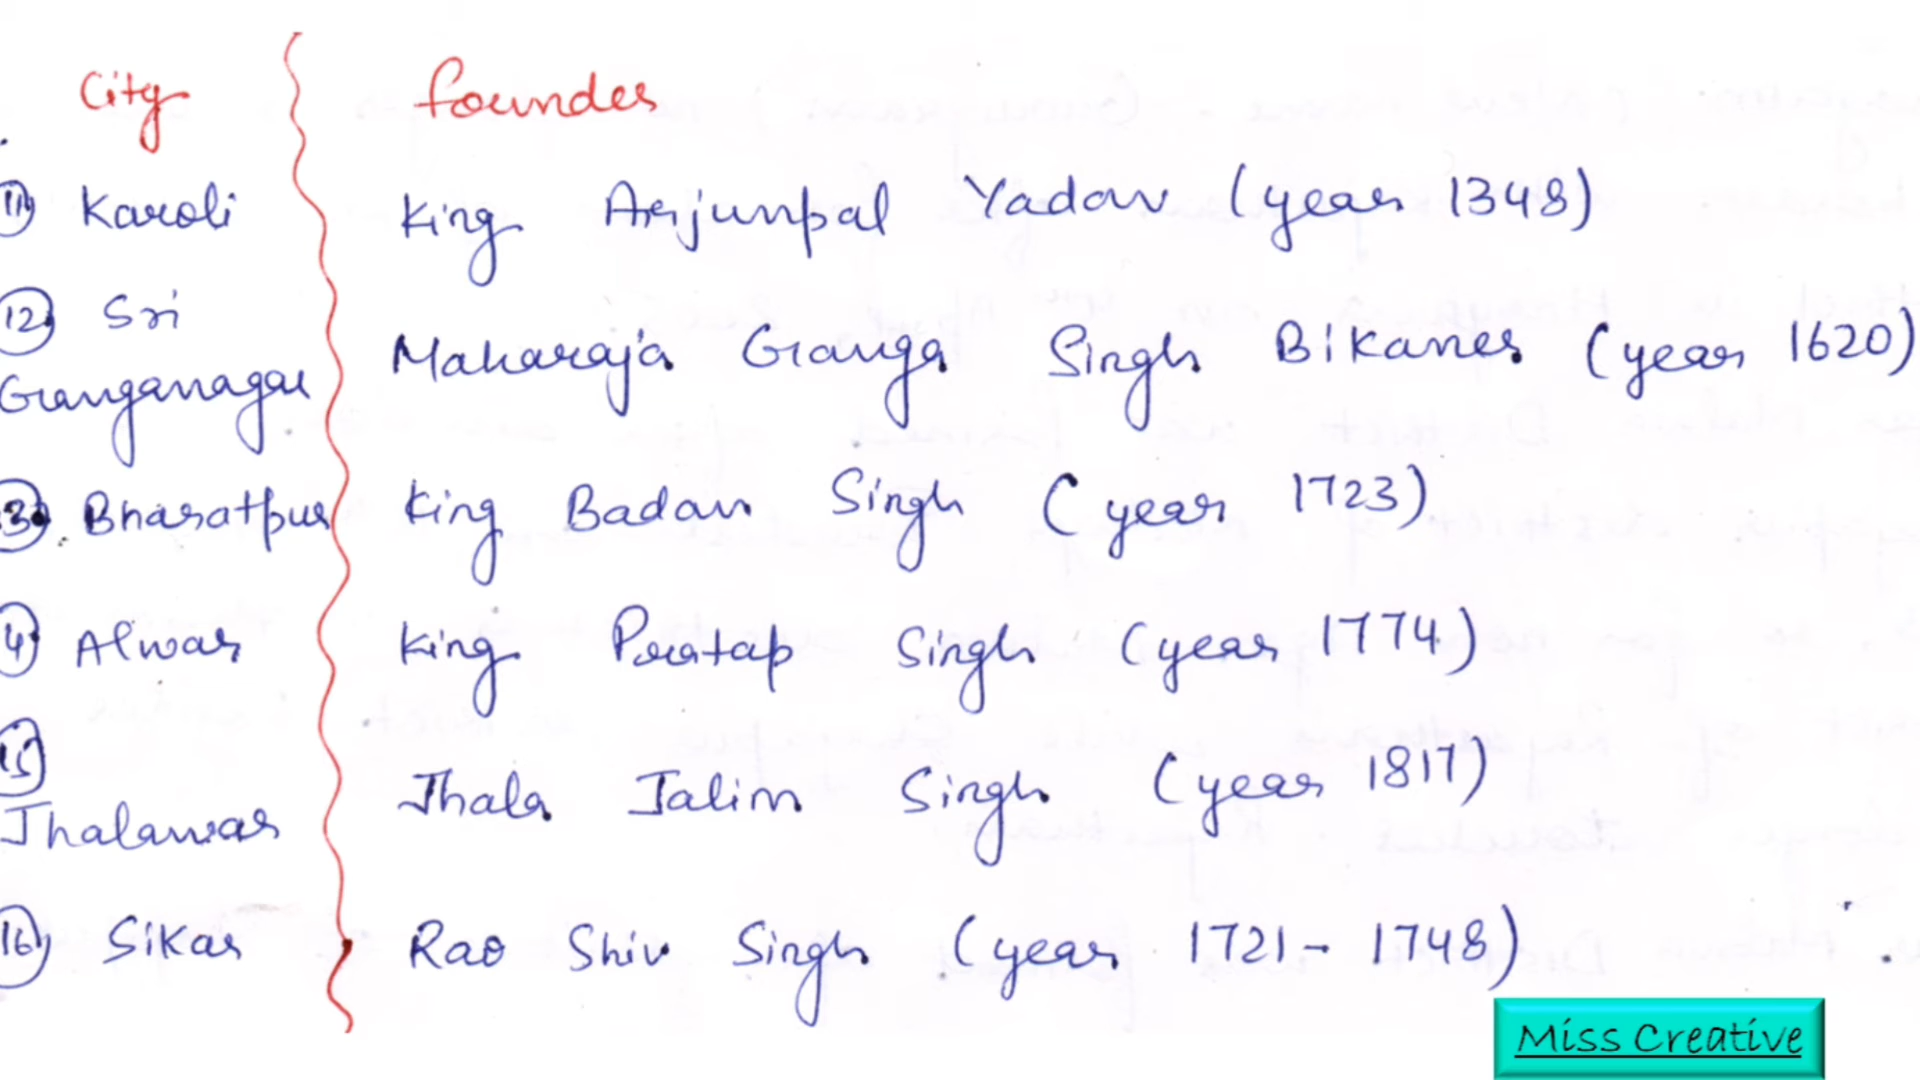 City founder
11) Karoli King Arjunpal Yadav (year 1348)
12) Sri
Ganganagar Maharaja Ganga Singh Bikaner (year 1620)
13) Bharatpur King Badan Singh (year 1723)
14) Alwar King Pratap Singh (year 1774)
15)
Jhalawar Jhala Jalim Singh (year 1817)
16) Sikar Rao Shiv Singh (year 1721-1748)
Miss Creative